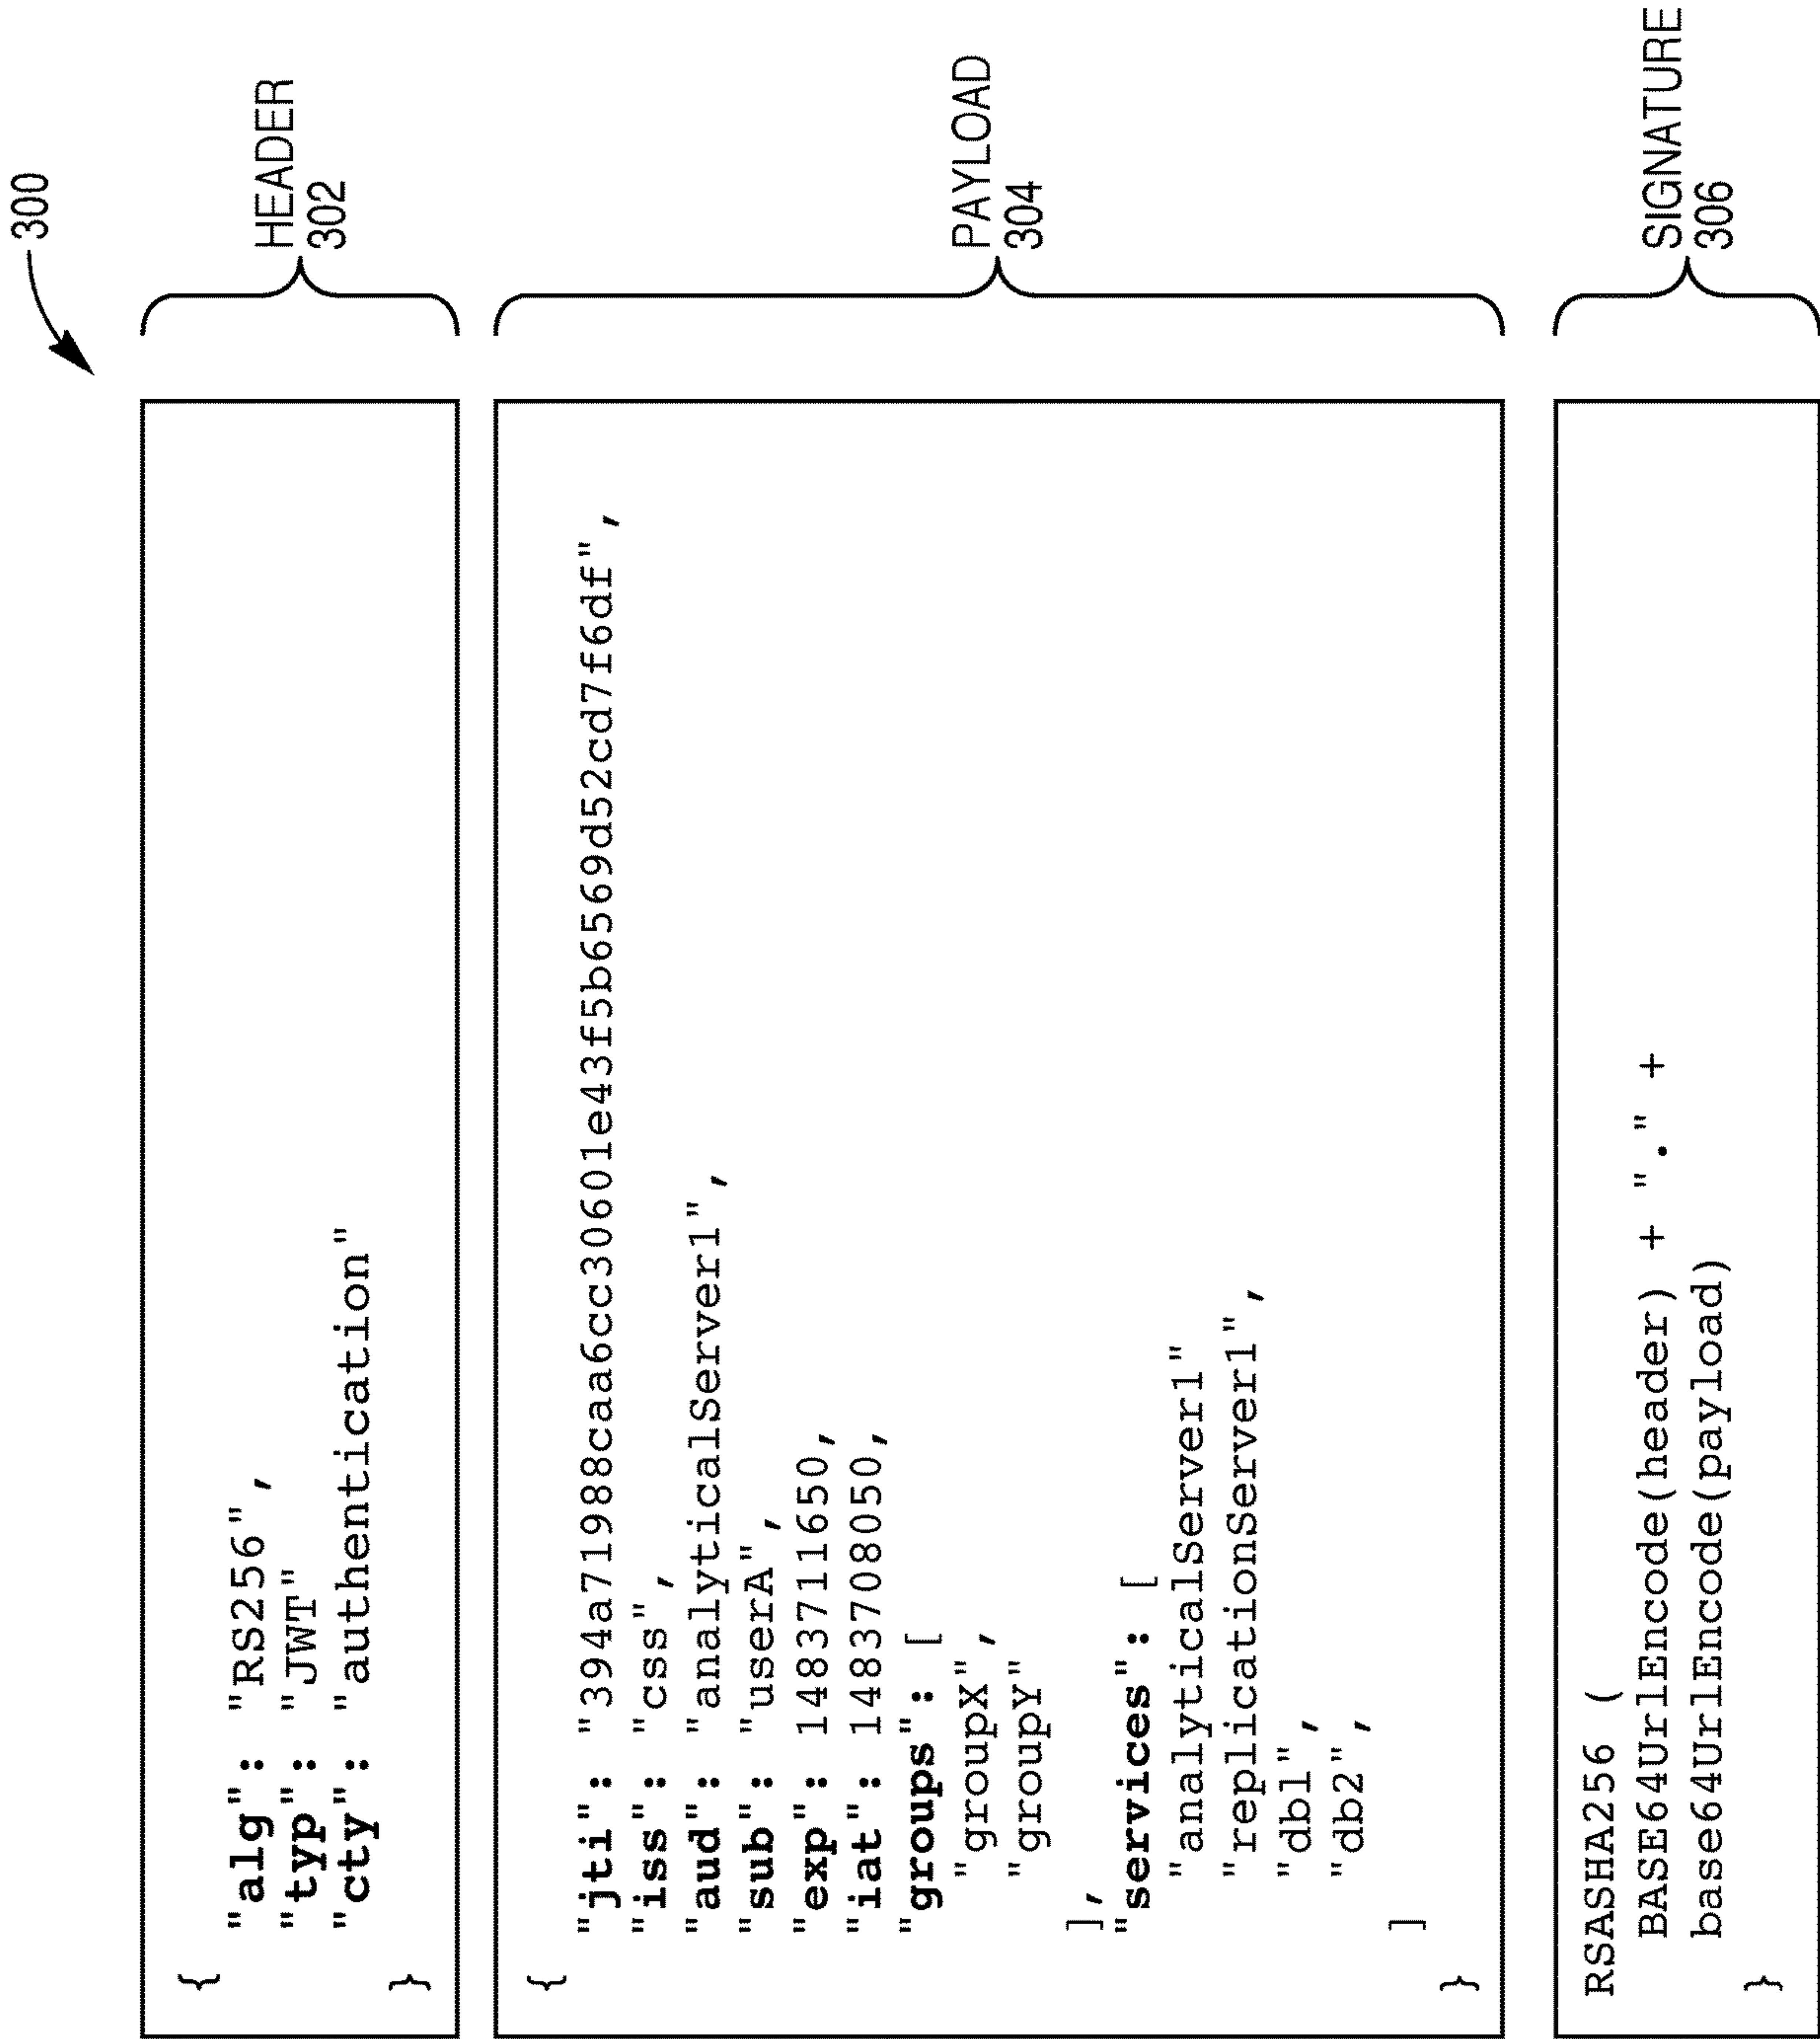 300
HEADER
302
{
"alg": "RS256",
"typ": "JWT"
"cty": "authentication"
}
PAYLOAD
304
{
"jti": "394a71988caa6cc30601e43f5b6569d52cd7f6df",
"iss": "css",
"aud": "analyticalServer1",
"sub": "userA",
"exp": 1483711650,
"iat": 1483708050,
"groups": [
"groupX",
"groupY"
],
"services": [
"analyticalServer1"
"replicationServer1",
"db1",
"db2",
]
}
SIGNATURE
306
RSASHA256 (
BASE64UrlEncode(header) + "." +
base64UrlEncode(payload)
}